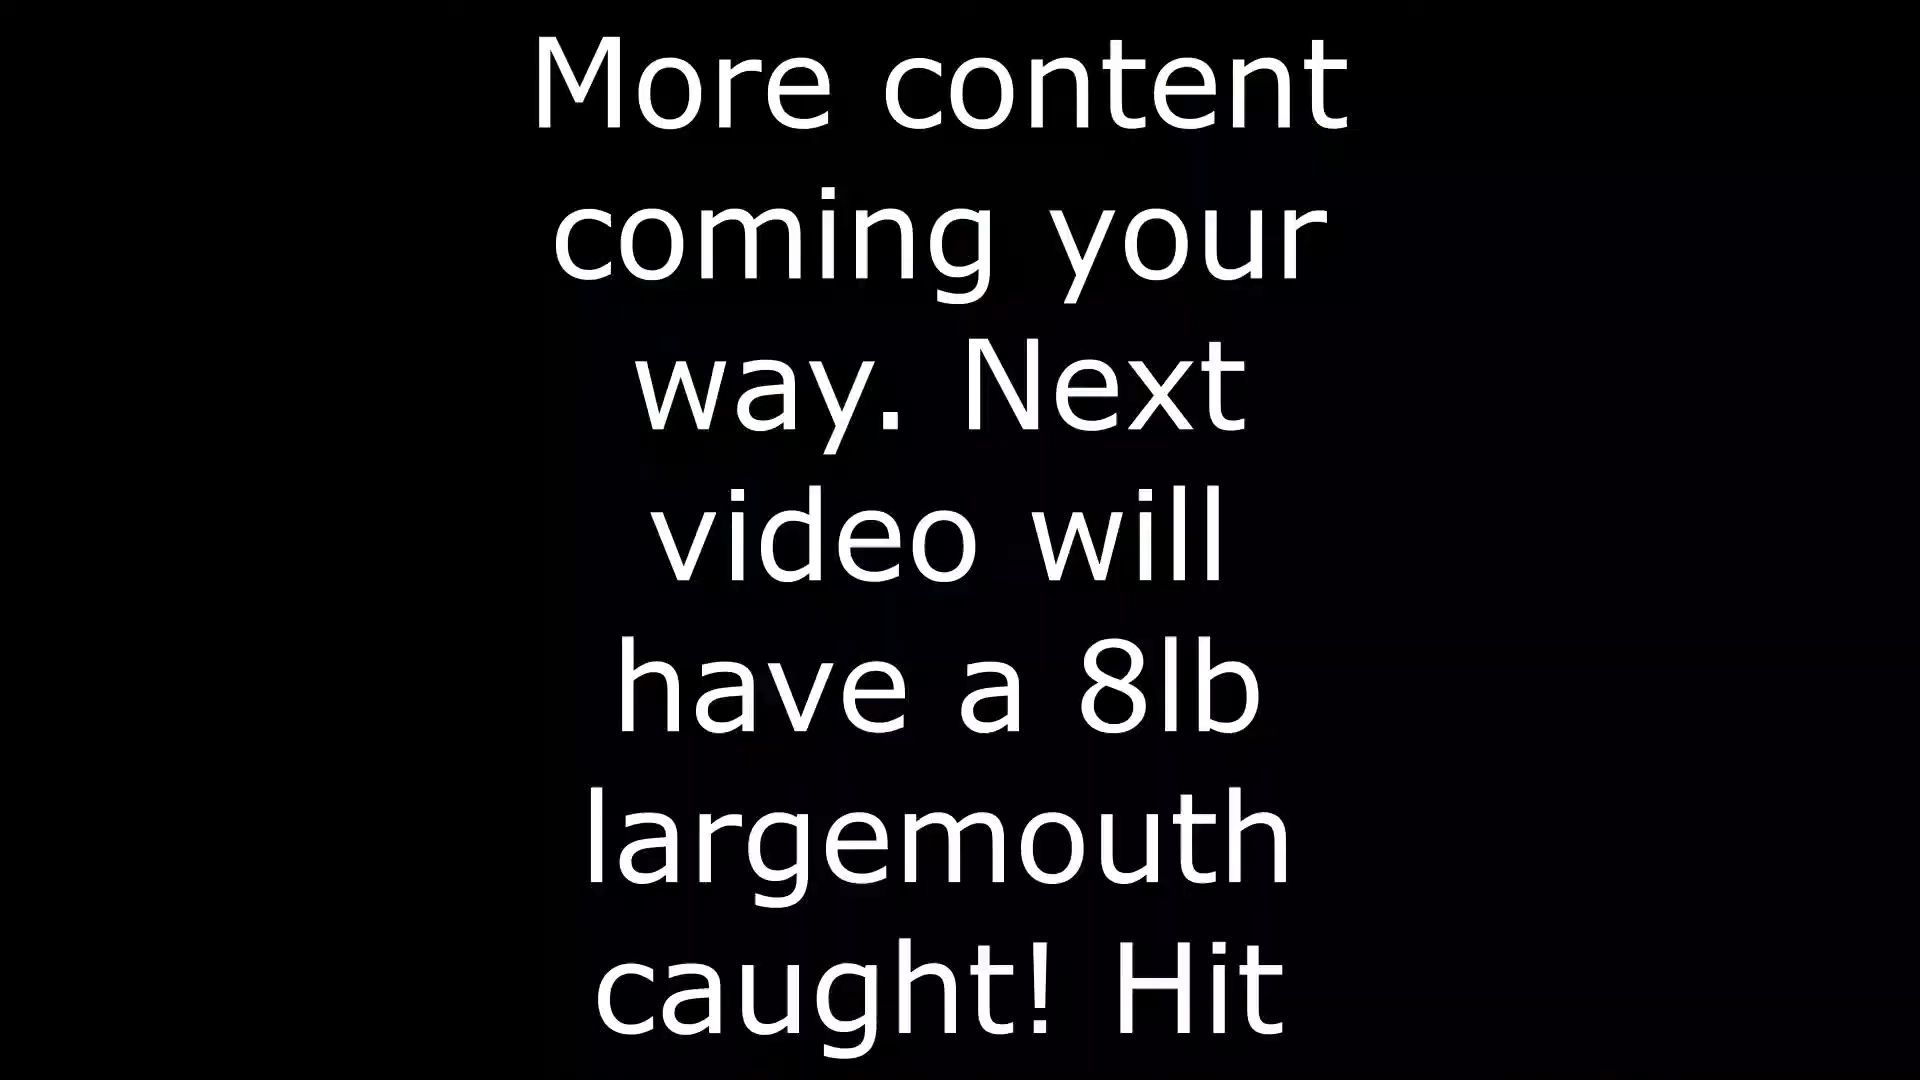 More content
coming your
way. Next
video will
have a 8lb
largemouth
caught! Hit